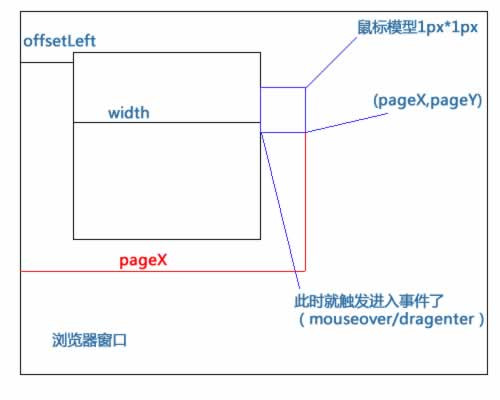 鼠标模型1px*1px
offsetLeft
(pageX,pageY)
width
pageX
此时就触发进入事件了
（mouseover/dragenter）
浏览器窗口